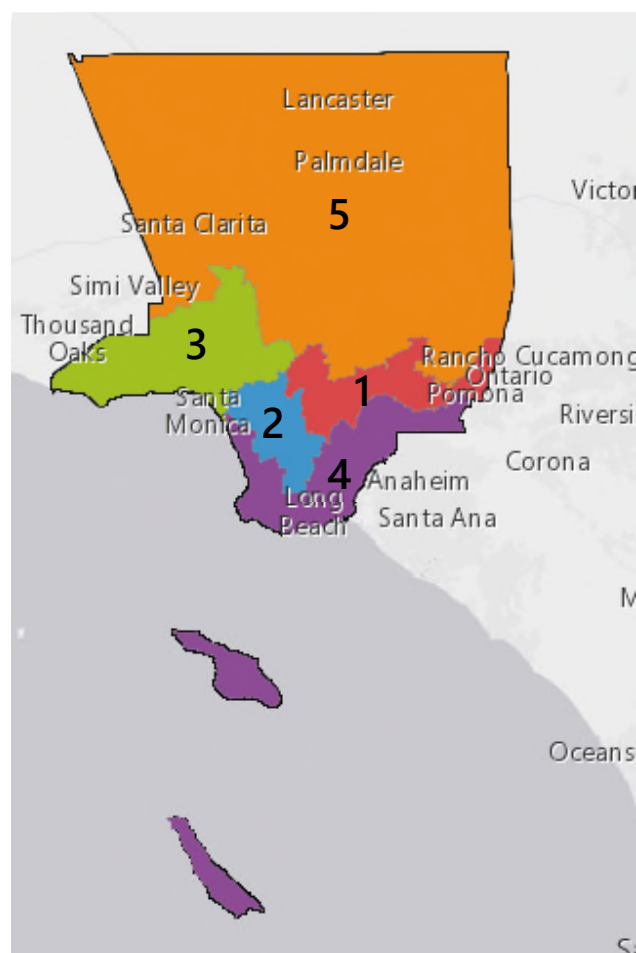 Lancaster
Palmdale
Victor
5
Santa Clarita
Simi Valley
Thousand
Oaks
3
Rancho Cucamong
Ontario
1
Pomona
Santa
Monica
2
Riversi
4
Corona
Anaheim
Long
Beach
Santa Ana
M
Oceans
Sa